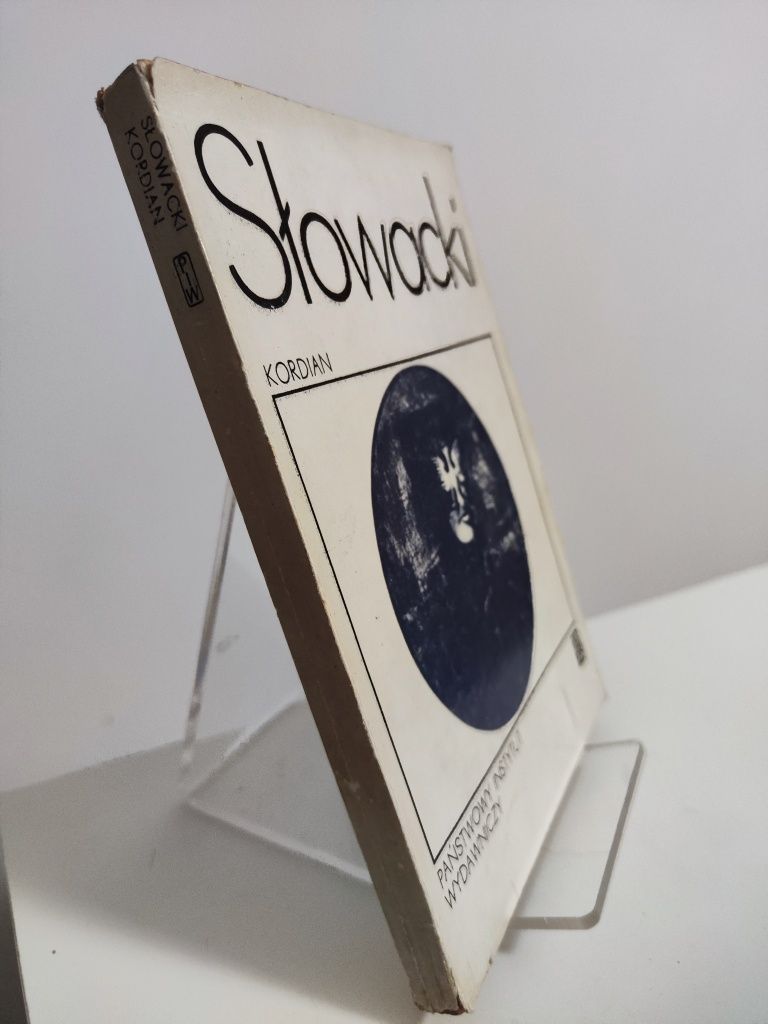 SŁOWACKI
KORDIAN
PIW
Słowacki
KORDIAN
PAŃSTWOWY INSTYTUT
WYDAWNICZY